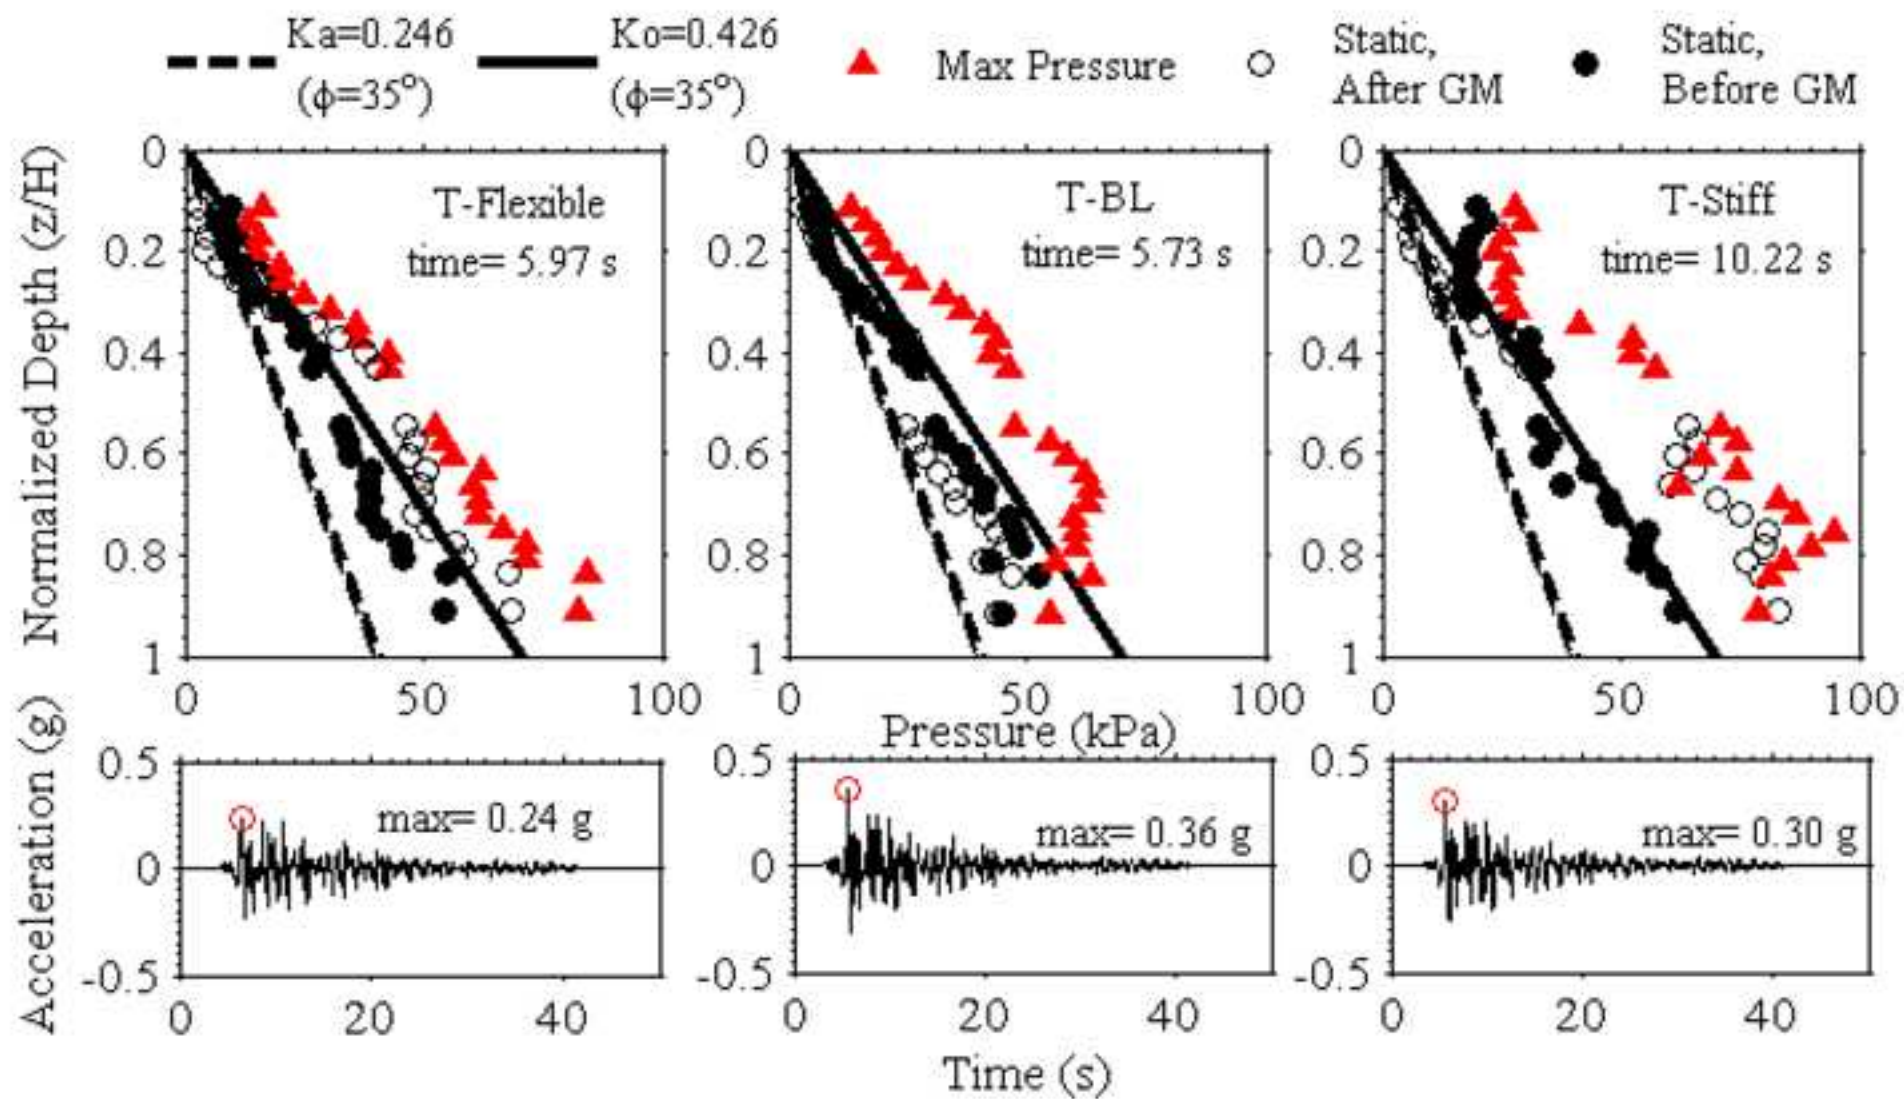 Ka=0.246
(ϕ=35°)
Ko=0.426
(ϕ=35°)
Max Pressure
Static,
After GM
Static,
Before GM
Normalized Depth (z/H)
0
0.2
0.4
0.6
0.8
1
T-Flexible
time= 5.97 s
0 50 100
0
0.2
0.4
0.6
0.8
1
T-BL
time= 5.73 s
0 50 100
0
0.2
0.4
0.6
0.8
1
T-Stiff
time= 10.22 s
0 50 100
Pressure (kPa)
Acceleration (g)
0.5
0
-0.5
max= 0.24 g
0 20 40
0.5
0
-0.5
max= 0.36 g
0 20 40
0.5
0
-0.5
max= 0.30 g
0 20 40
Time (s)